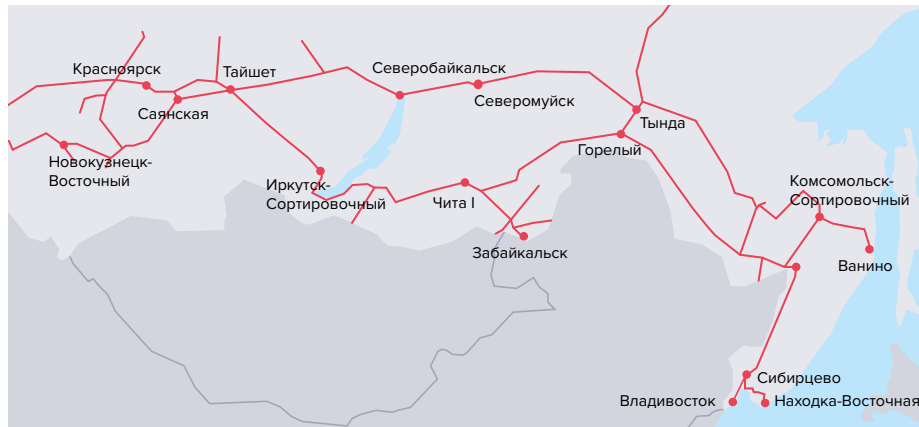 Красноярск
Тайшет
Северобайкальск
Саянская
Североmуйск
Тында
Горелый
Новокузнецк-
Восточный
Иркутск-
Сортировочный
Чита I
Комсомольск-
Сортировочный
Забайкальск
Ванино
Сибирцево
Владивосток
Находка-Восточная